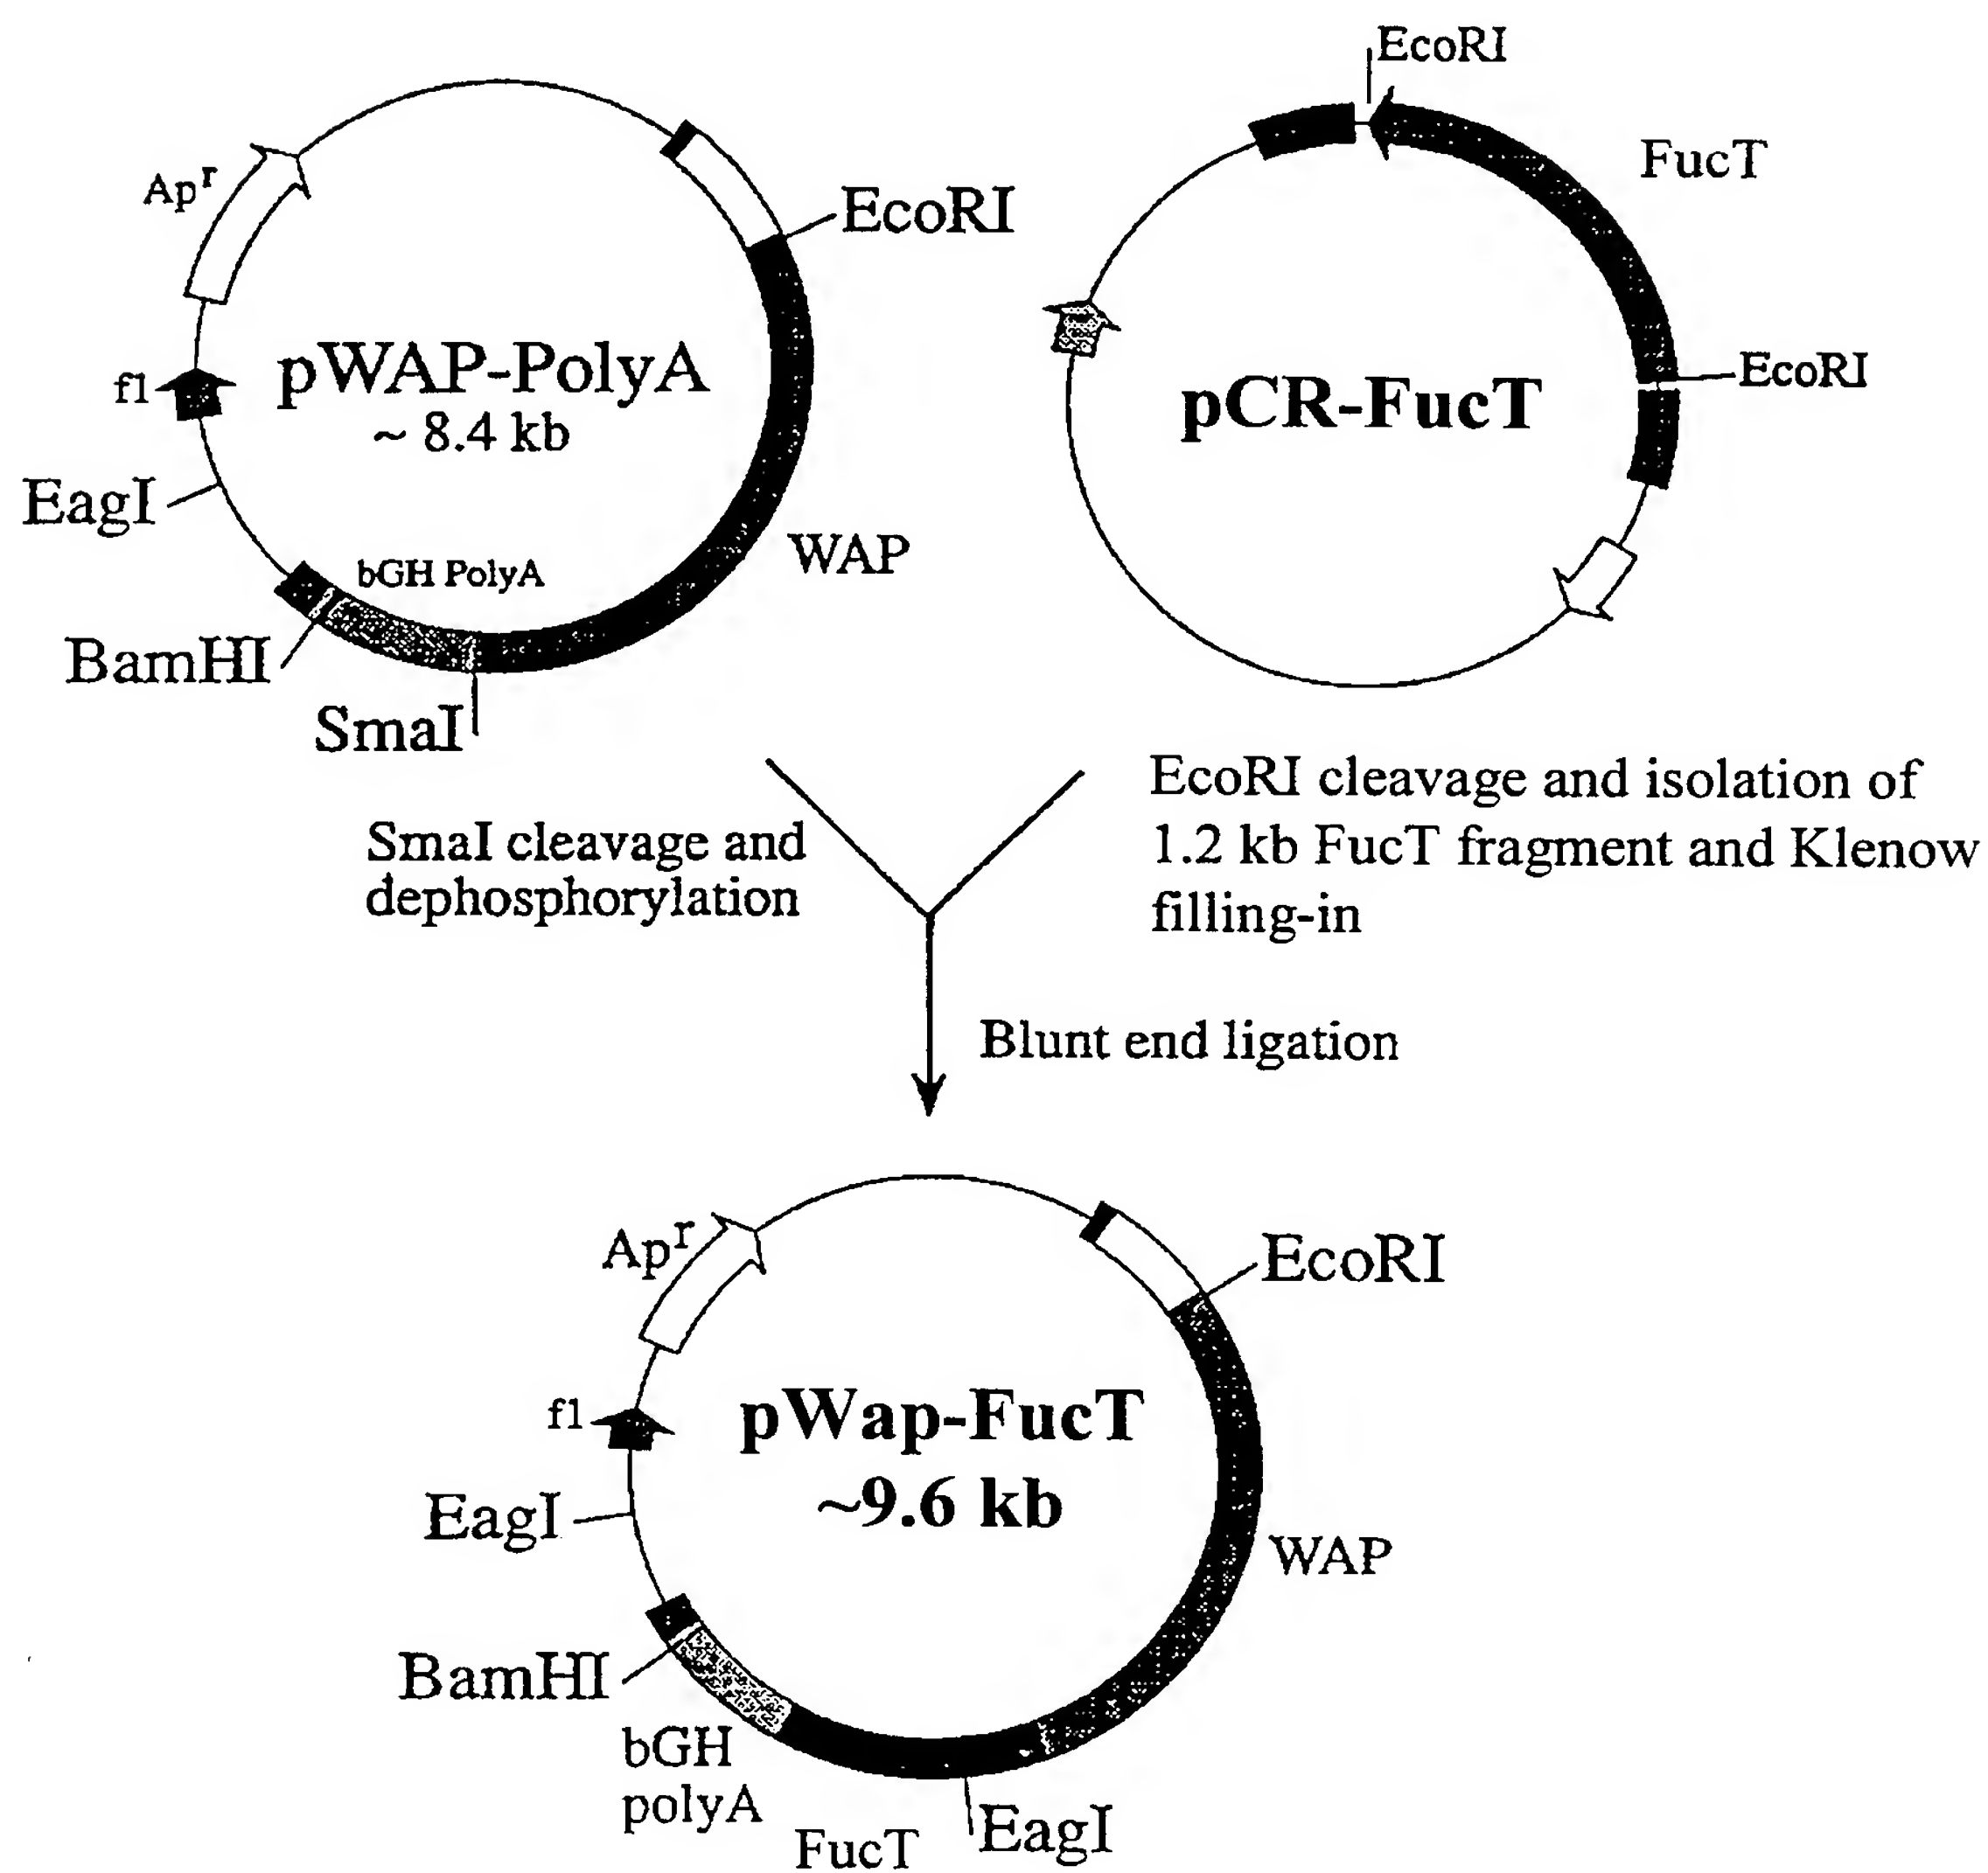 EcoRI
FucT
Apʳ
EcoRI
pWAP-PolyA
~ 8.4 kb
f1
EcoRI
pCR-FucT
EagI
WAP
bGH PolyA
BamHI
SmaI
SmaI cleavage and
dephosphorylation
EcoRI cleavage and isolation of
1.2 kb FucT fragment and Klenow
filling-in
Blunt end ligation
Apʳ
EcoRI
f1
pWap-FucT
~9.6 kb
EagI
WAP
BamHI
bGH
polyA
FucT
EagI